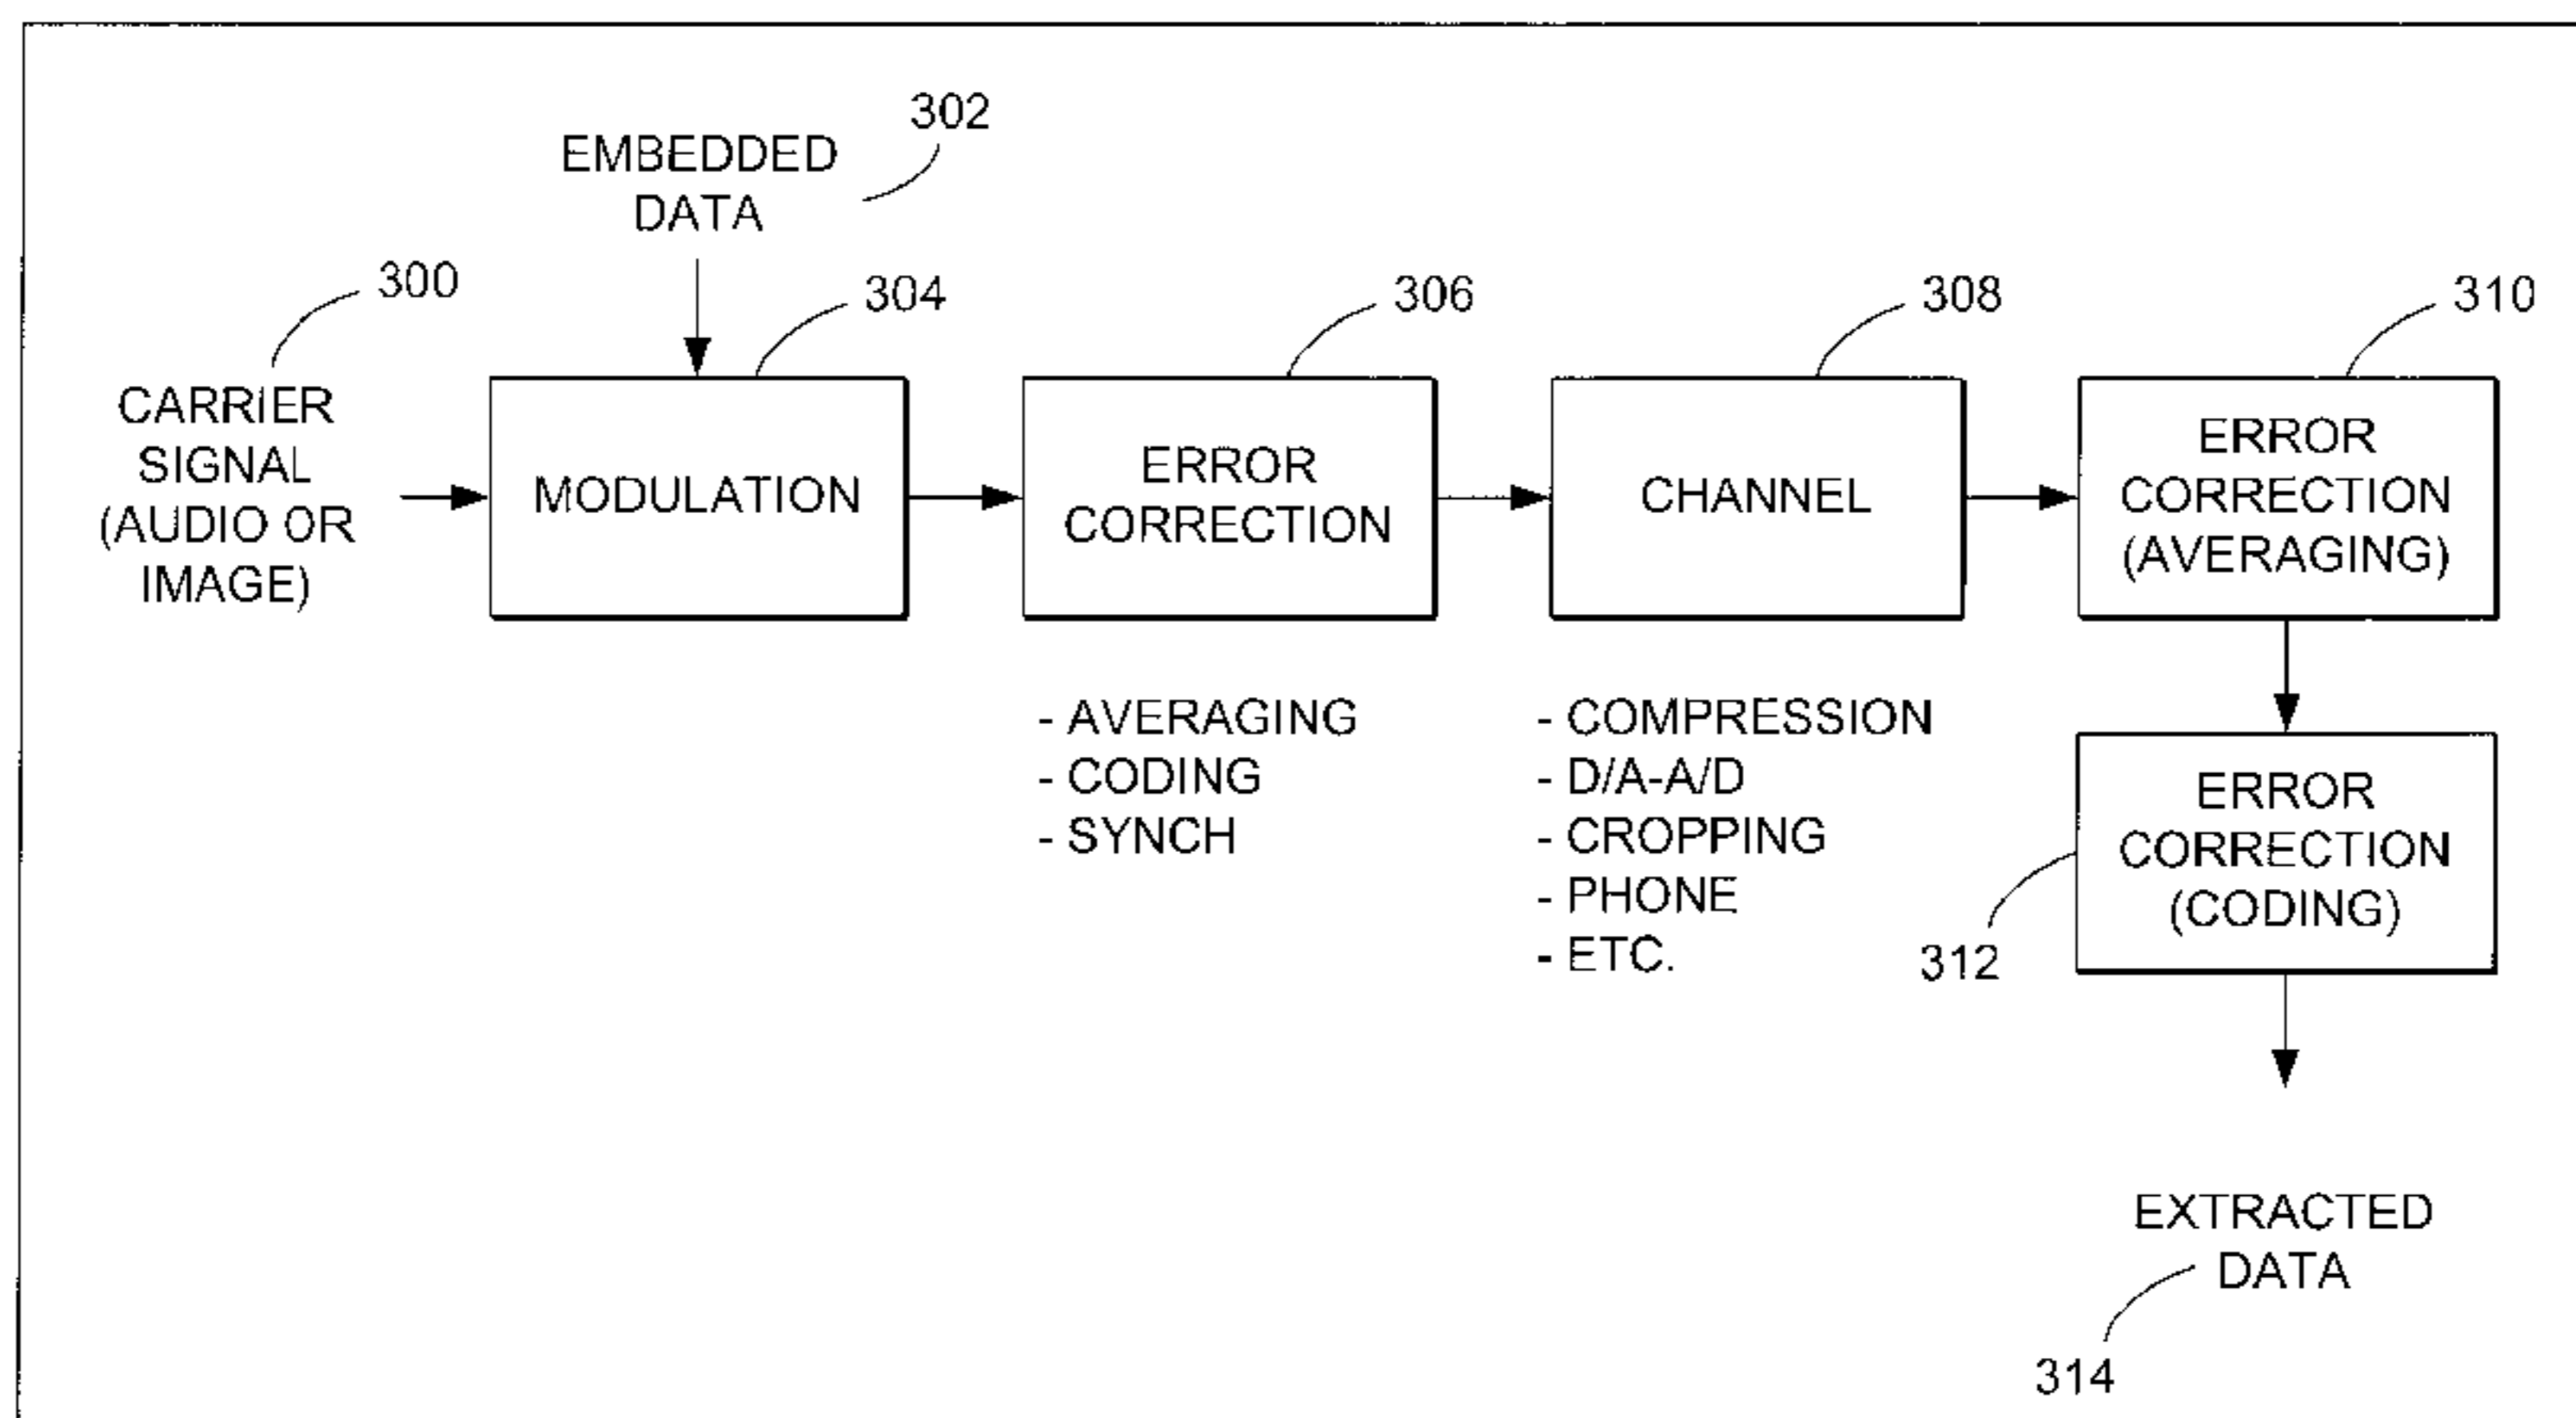 302
EMBEDDED
DATA
300
304
306
308
310
CARRIER
SIGNAL
(AUDIO OR
IMAGE)
MODULATION
ERROR
CORRECTION
CHANNEL
ERROR
CORRECTION
(AVERAGING)
- AVERAGING
- CODING
- SYNCH
- COMPRESSION
- D/A-A/D
- CROPPING
- PHONE
- ETC.
ERROR
CORRECTION
(CODING)
312
EXTRACTED
DATA
314